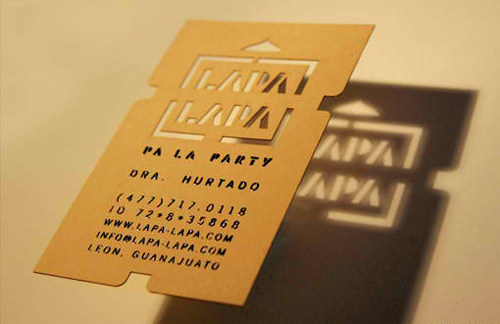 LAPA
LAPA
PA LA PARTY
DRA. HURTADO
(477)717.0118
ID 72*8*35868
WWW.LAPA-LAPA.COM
INFO@LAPA-LAPA.COM
LEON, GUANAJUATO